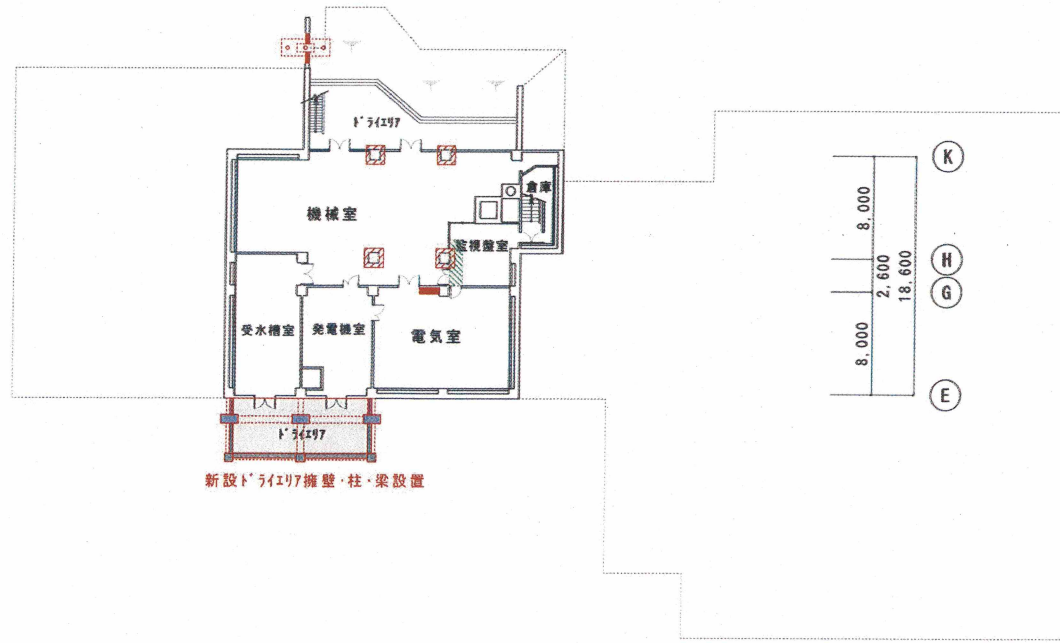 ﾄﾞﾗｲｴﾘｱ
倉庫
機械室
監視盤室
受水槽室
発電機室
電気室
ﾄﾞﾗｲｴﾘｱ
新設ﾄﾞﾗｲｴﾘｱ擁壁・柱・梁設置
K
8,000
H
2,600
18,600
G
8,000
E